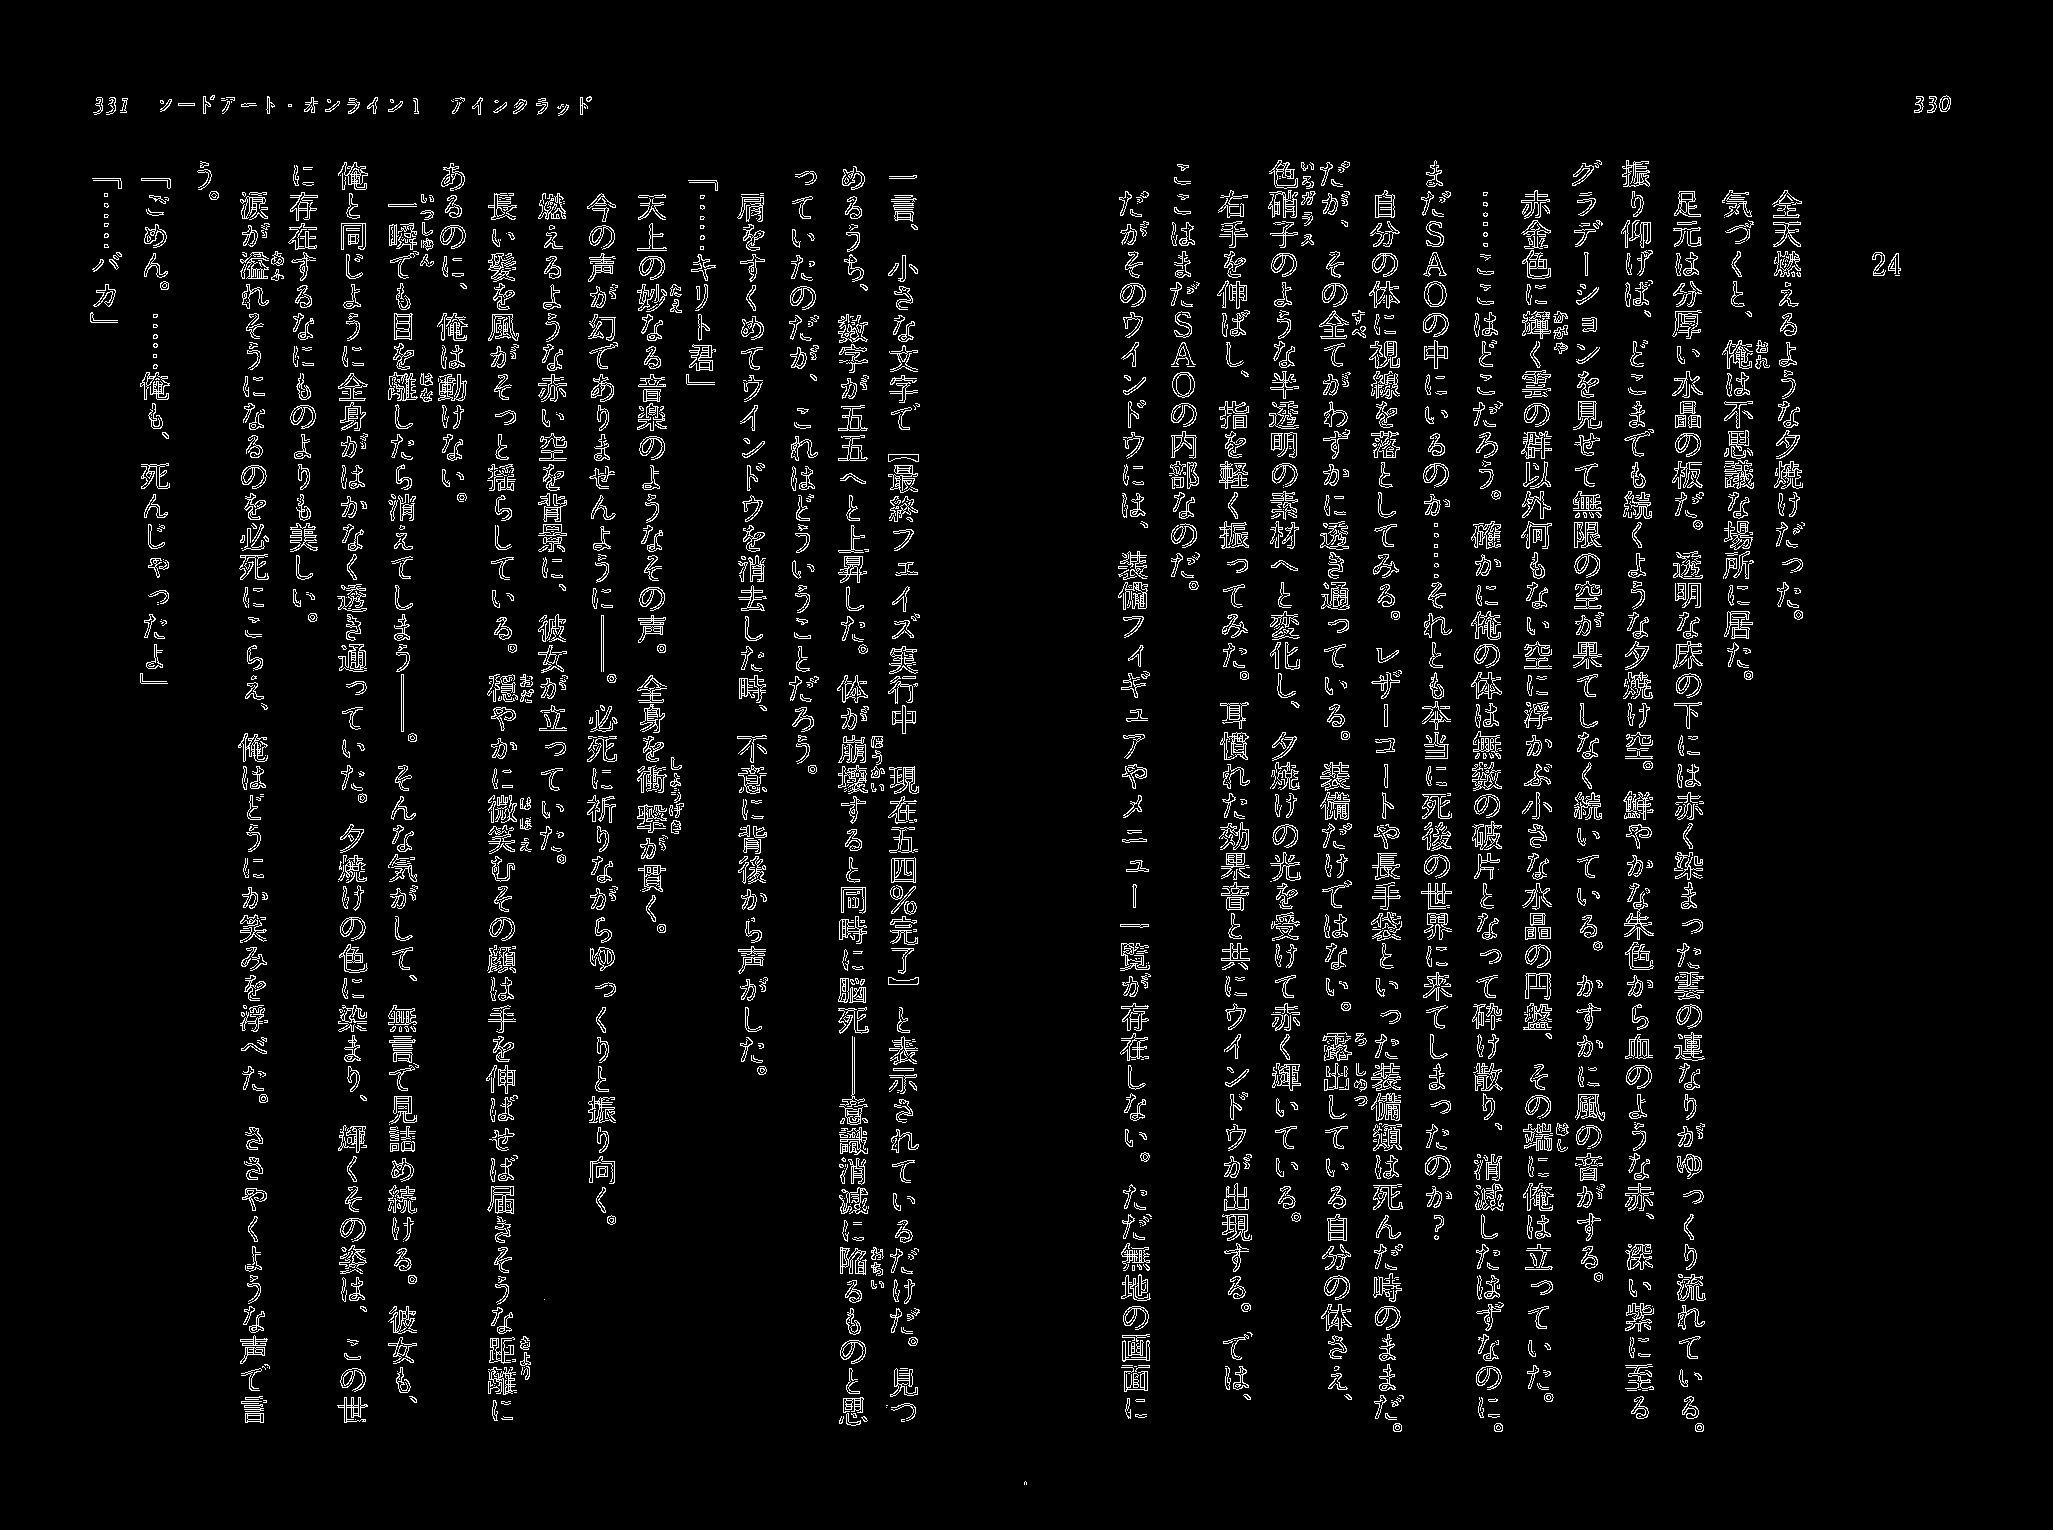 330
24
全天燃えるような夕焼けだった。
気づくと、俺は不思議な場所に居た。
足元は分厚い水晶の板だ。透明な床の下には赤く染まった雲の連なりがゆっくり流れている。
振り仰げば、どこまでも続くような夕焼け空。鮮やかな朱色から血のような赤、深い紫に至る
グラデーションを見せて無限の空が果てしなく続いている。かすかに風の音がする。
赤金色に輝く雲の群以外何もない空に浮かぶ小さな水晶の円盤、その端に俺は立っていた。
……ここはどこだろう。確かに俺の体は無数の破片となって砕け散り、消滅したはずなのに。
まだSAOの中にいるのか……それとも本当に死後の世界に来てしまったのか？
自分の体に視線を落としてみる。レザーコートや長手袋といった装備類は死んだ時のままだ。
だが、その全てがわずかに透き通っている。装備だけではない。露出している自分の体さえ、
色硝子のような半透明の素材へと変化し、夕焼けの光を受けて赤く輝いている。
右手を伸ばし、指を軽く振ってみた。耳慣れた効果音と共にウインドウが出現する。では、
ここはまだSAOの内部なのだ。
だがそのウインドウには、装備フィギュアやメニュー一覧が存在しない。ただ無地の画面に
331 ソードアート・オンライン1 アインクラッド
一言、小さな文字で［最終フェイズ実行中 現在五四％完了］と表示されているだけだ。見つ
めるうち、数字が五五へと上昇した。体が崩壊すると同時に脳死——意識消滅に陥るものと思
っていたのだが、これはどういうことだろう。
肩をすくめてウインドウを消去した時、不意に背後から声がした。
「……キリト君」
天上の妙なる音楽のようなその声。全身を衝撃が貫く。
今の声が幻でありませんように——。必死に祈りながらゆっくりと振り向く。
燃えるような赤い空を背景に、彼女が立っていた。
長い髪を風がそっと揺らしている。穏やかに微笑むその顔は手を伸ばせば届きそうな距離に
あるのに、俺は動けない。
一瞬でも目を離したら消えてしまう——。そんな気がして、無言で見詰め続ける。彼女も、
俺と同じように全身がはかなく透き通っていた。夕焼けの色に染まり、輝くその姿は、この世
に存在するなにものよりも美しい。
涙が溢れそうになるのを必死にこらえ、俺はどうにか笑みを浮べた。ささやくような声で言
う。
「ごめん。……俺も、死んじゃったよ」
「……バカ」